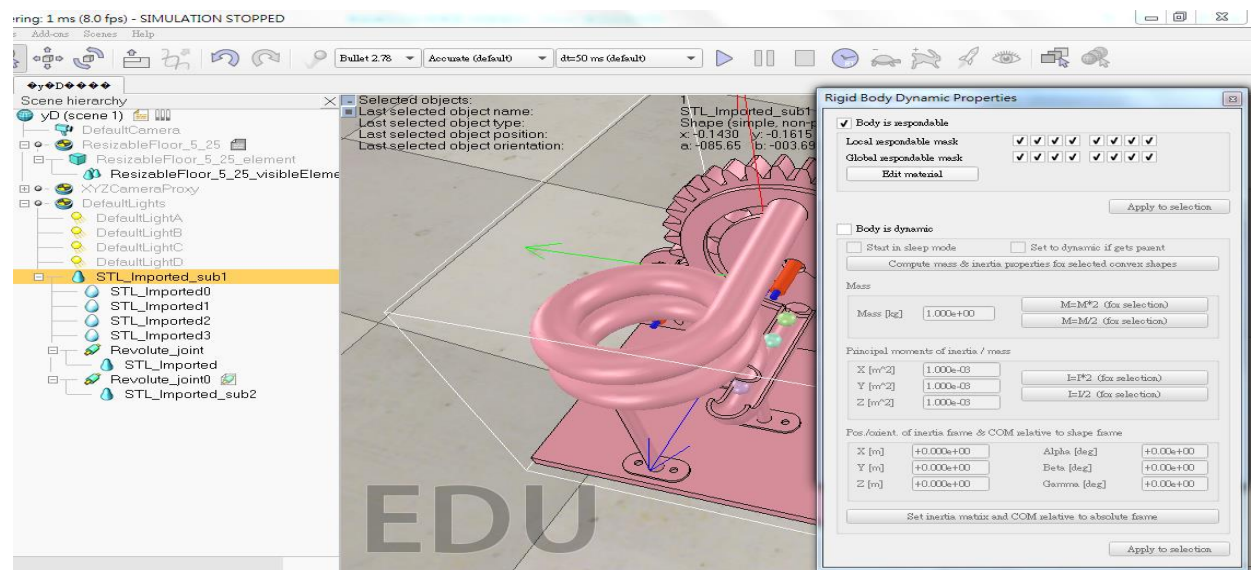 ering: 1 ms (8.0 fps) - SIMULATION STOPPED
s Add-ons Scenes Help
Bullet 2.78 Accurate (default) dt=50 ms (default)
�y�D����
Scene hierarchy
yD (scene 1)
DefaultCamera
ResizableFloor_5_25
ResizableFloor_5_25_element
ResizableFloor_5_25_visibleEleme
XYZCameraProxy
DefaultLights
DefaultLightA
DefaultLightB
DefaultLightC
DefaultLightD
STL_Imported_sub1
STL_Imported0
STL_Imported1
STL_Imported2
STL_Imported3
Revolute_joint
STL_Imported
Revolute_joint0
STL_Imported_sub2
Selected objects: 1
Last selected object name: STL_Imported_sub1
Last selected object type: Shape (simple, non-p
Last selected object position: x: -0.1430 y: -0.1615
Last selected object orientation: a: -085.65 b: -003.69
EDU
Rigid Body Dynamic Properties
Body is respondable
Local respondable mask
Global respondable mask
Edit material
Apply to selection
Body is dynamic
Start in sleep mode Set to dynamic if gets parent
Compute mass & inertia properties for selected convex shapes
Mass
Mass [kg] 1.000e+00 M=M*2 (for selection)
M=M/2 (for selection)
Principal moments of inertia / mass
X [m^2] 1.000e-03
Y [m^2] 1.000e-03
Z [m^2] 1.000e-03
I=I*2 (for selection)
I=I/2 (for selection)
Pos./orient. of inertia frame & COM relative to shape frame
X [m] +0.000e+00 Alpha [deg] +0.00e+00
Y [m] +0.000e+00 Beta [deg] +0.00e+00
Z [m] +0.000e+00 Gamma [deg] +0.00e+00
Set inertia matrix and COM relative to absolute frame
Apply to selection